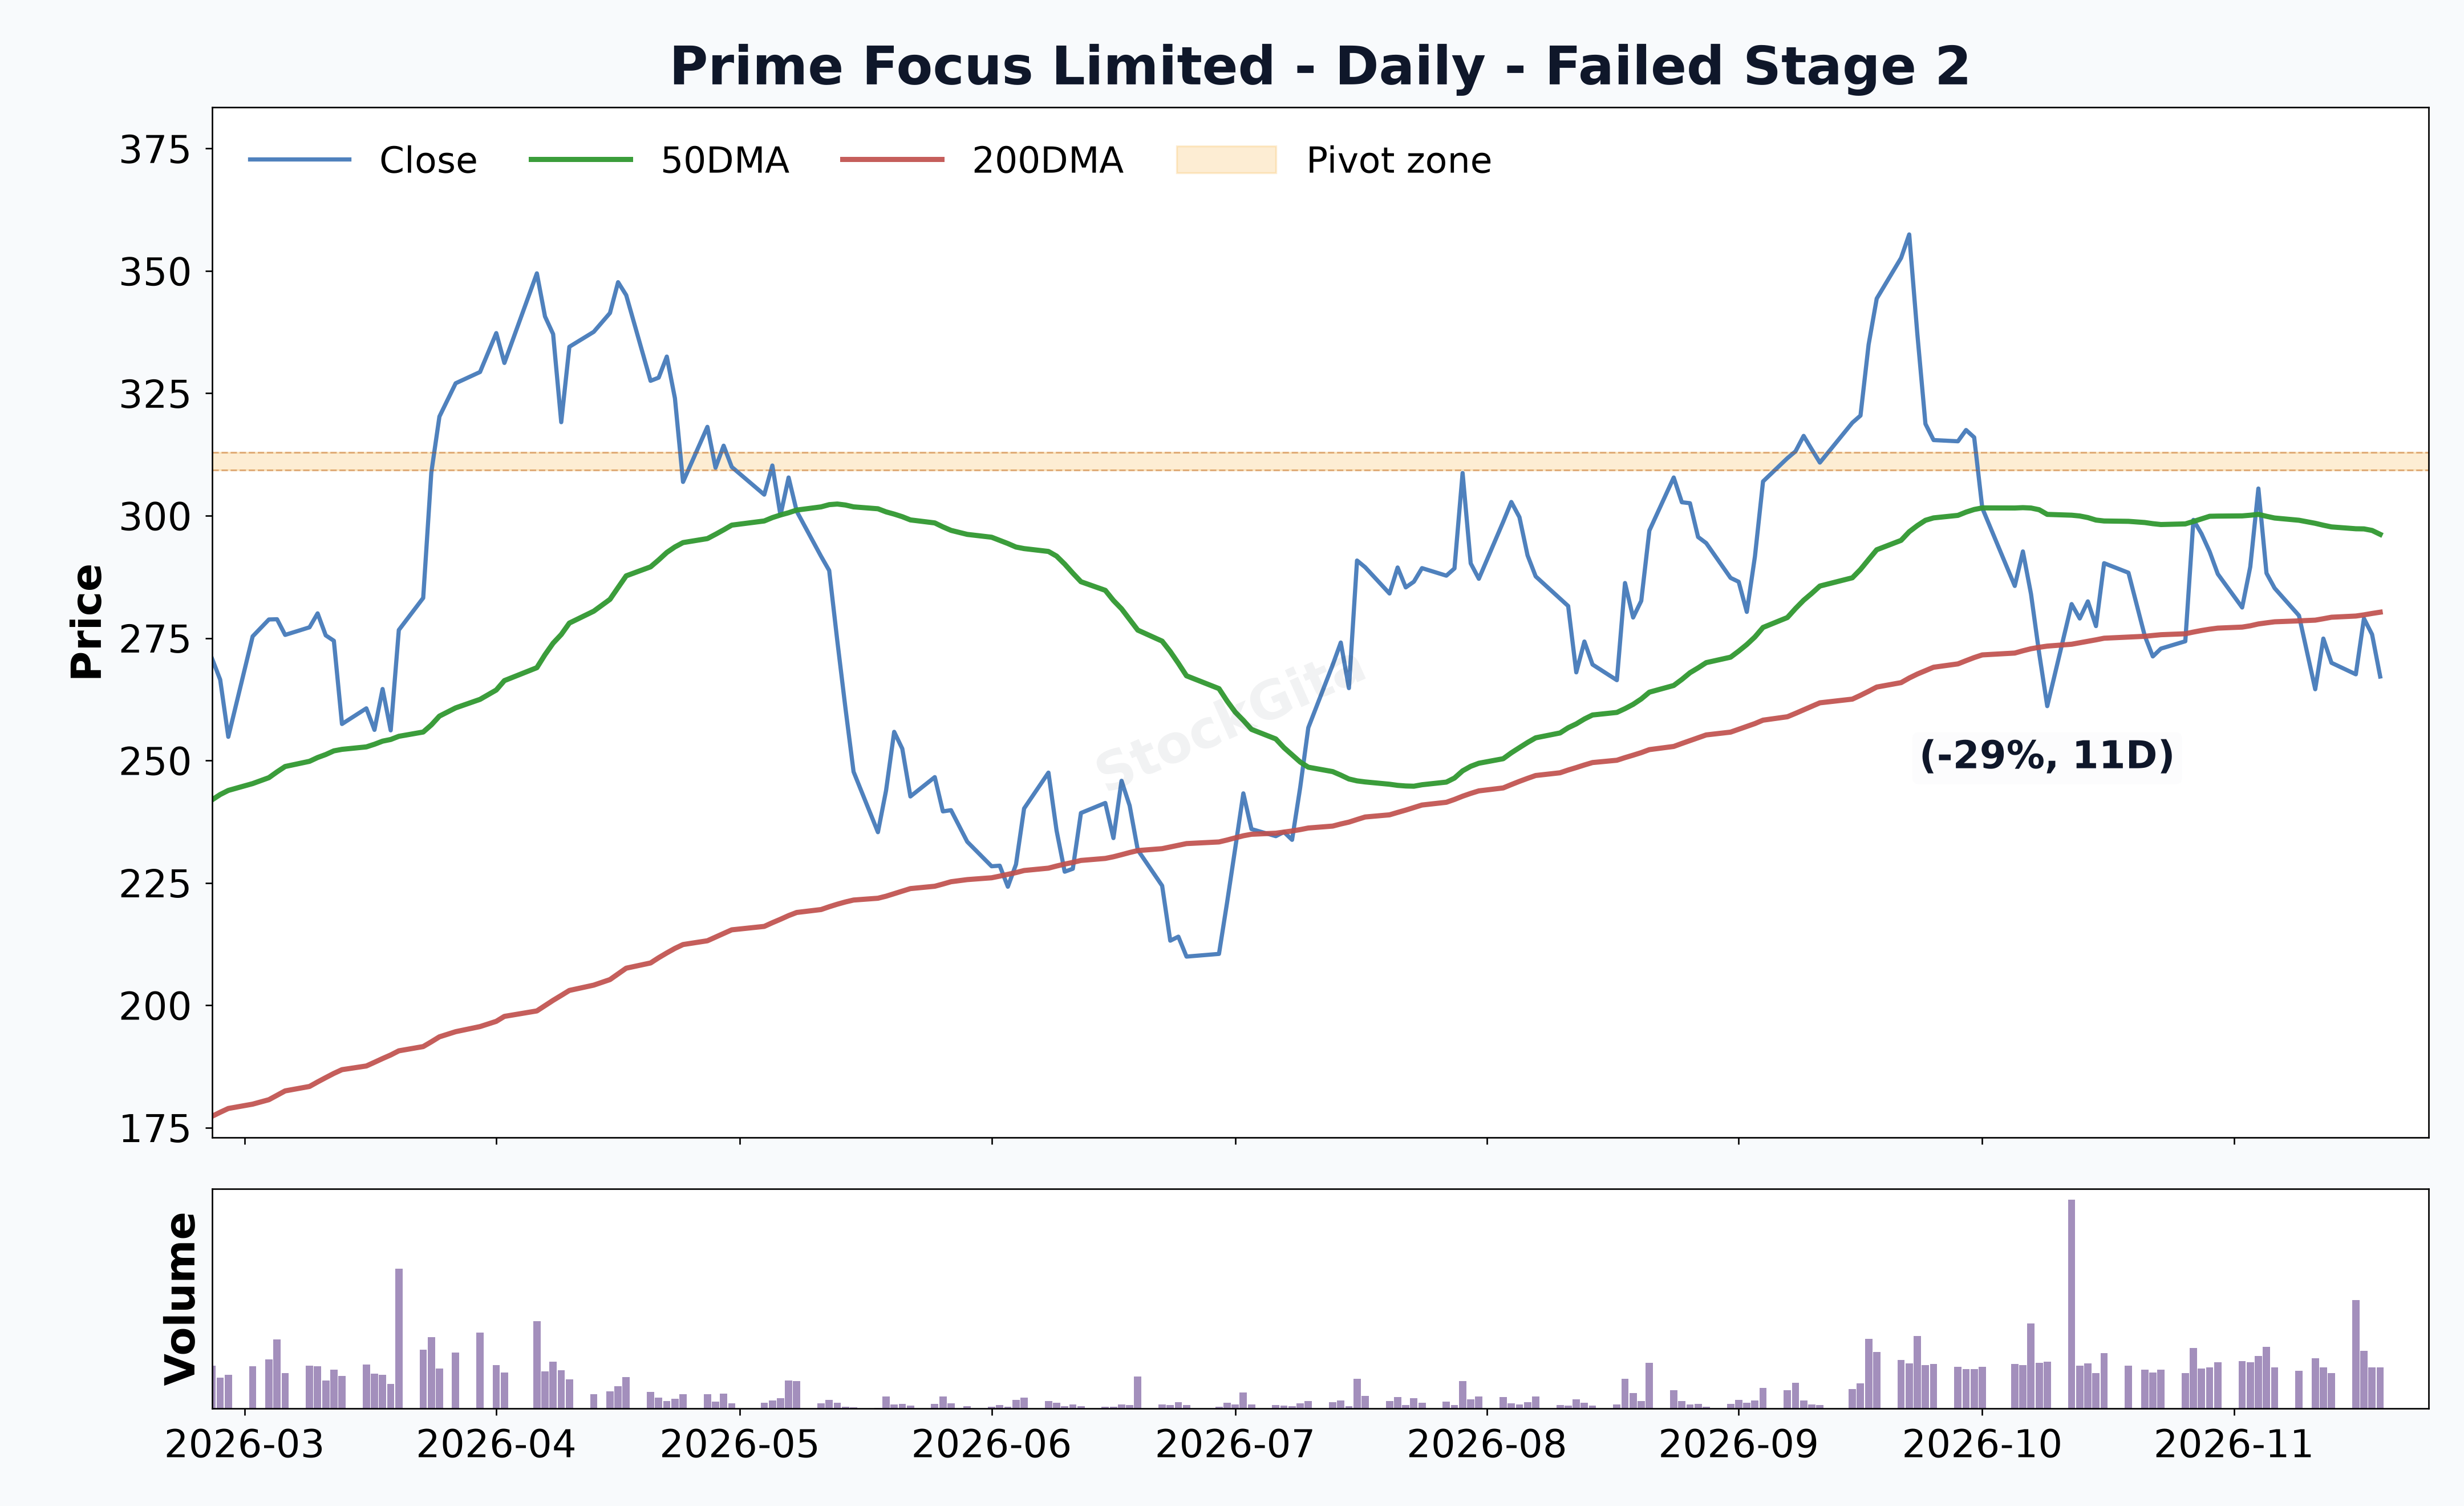 Prime Focus Limited - Daily - Failed Stage 2
Close 50DMA 200DMA Pivot zone
Price
375
350
325
300
275
250
225
200
175
StockGita
(-29%, 11D)
Volume
2026-03 2026-04 2026-05 2026-06 2026-07 2026-08 2026-09 2026-10 2026-11